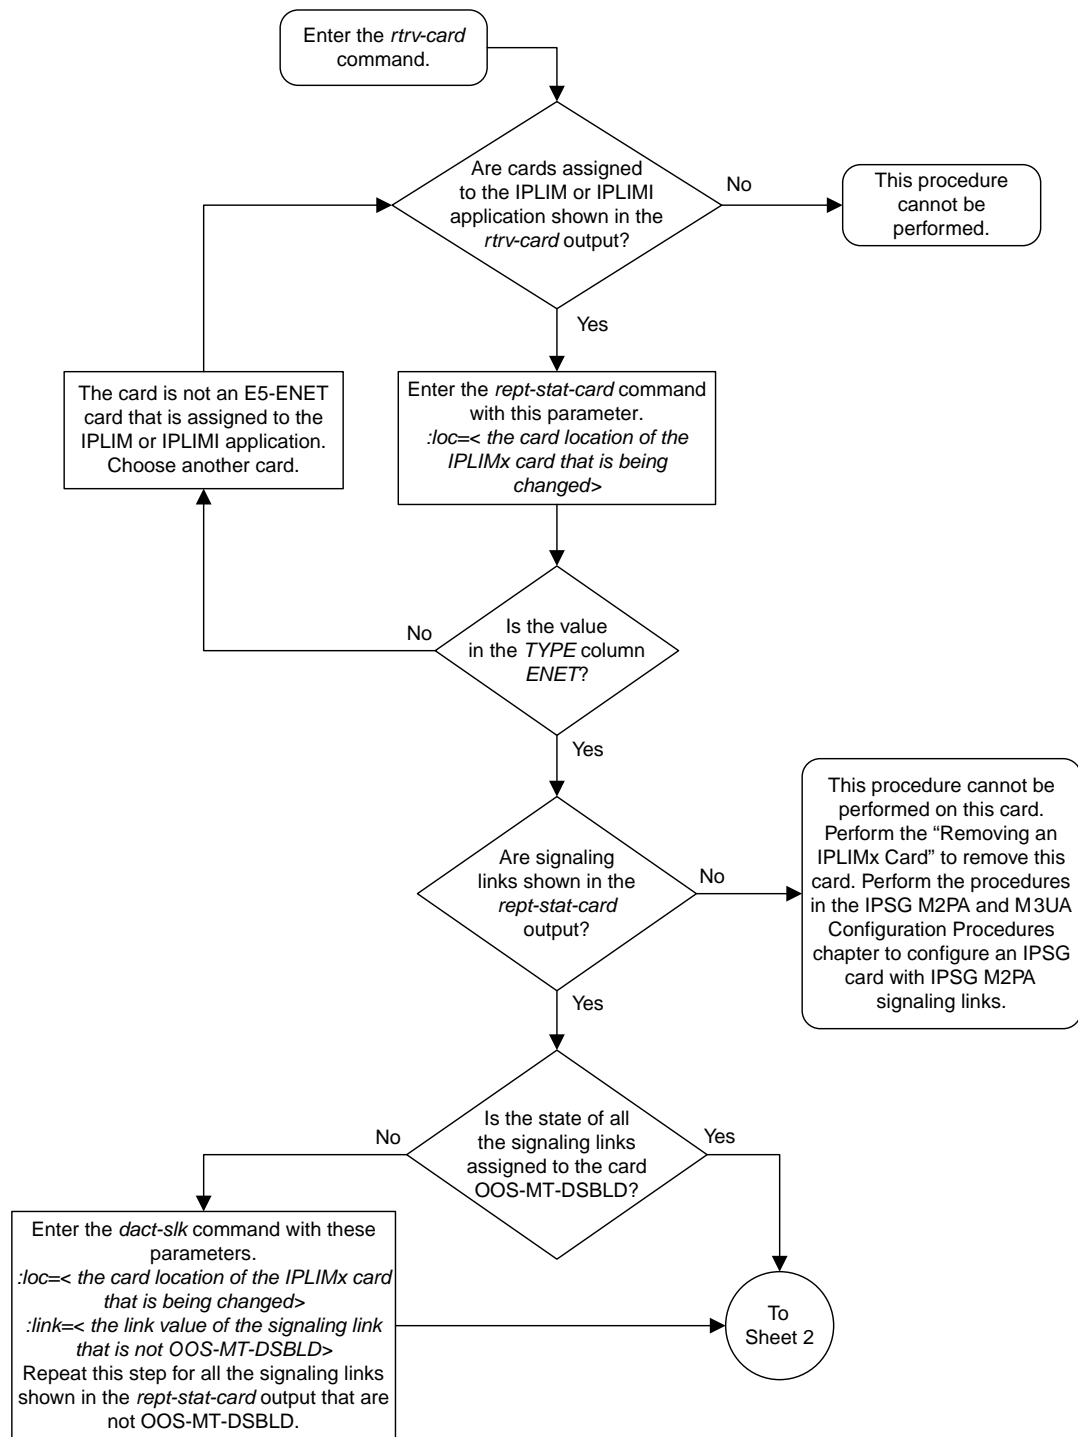 Enter the rtrv-card
command.
Are cards assigned
to the IPLIM or IPLIMI
application shown in the
rtrv-card output?
No
This procedure
cannot be
performed.
Yes
The card is not an E5-ENET
card that is assigned to the
IPLIM or IPLIMI application.
Choose another card.
Enter the rept-stat-card command
with this parameter.
:loc=< the card location of the
IPLIMx card that is being
changed>
No
Is the value
in the TYPE column
ENET?
Yes
Are signaling
links shown in the
rept-stat-card
output?
No
This procedure cannot be
performed on this card.
Perform the “Removing an
IPLIMx Card” to remove this
card. Perform the procedures
in the IPSG M2PA and M3UA
Configuration Procedures
chapter to configure an IPSG
card with IPSG M2PA
signaling links.
Yes
No
Is the state of all
the signaling links
assigned to the card
OOS-MT-DSBLD?
Yes
Enter the dact-slk command with these
parameters.
:loc=< the card location of the IPLIMx card
that is being changed>
:link=< the link value of the signaling link
that is not OOS-MT-DSBLD>
Repeat this step for all the signaling links
shown in the rept-stat-card output that are
not OOS-MT-DSBLD.
To
Sheet 2